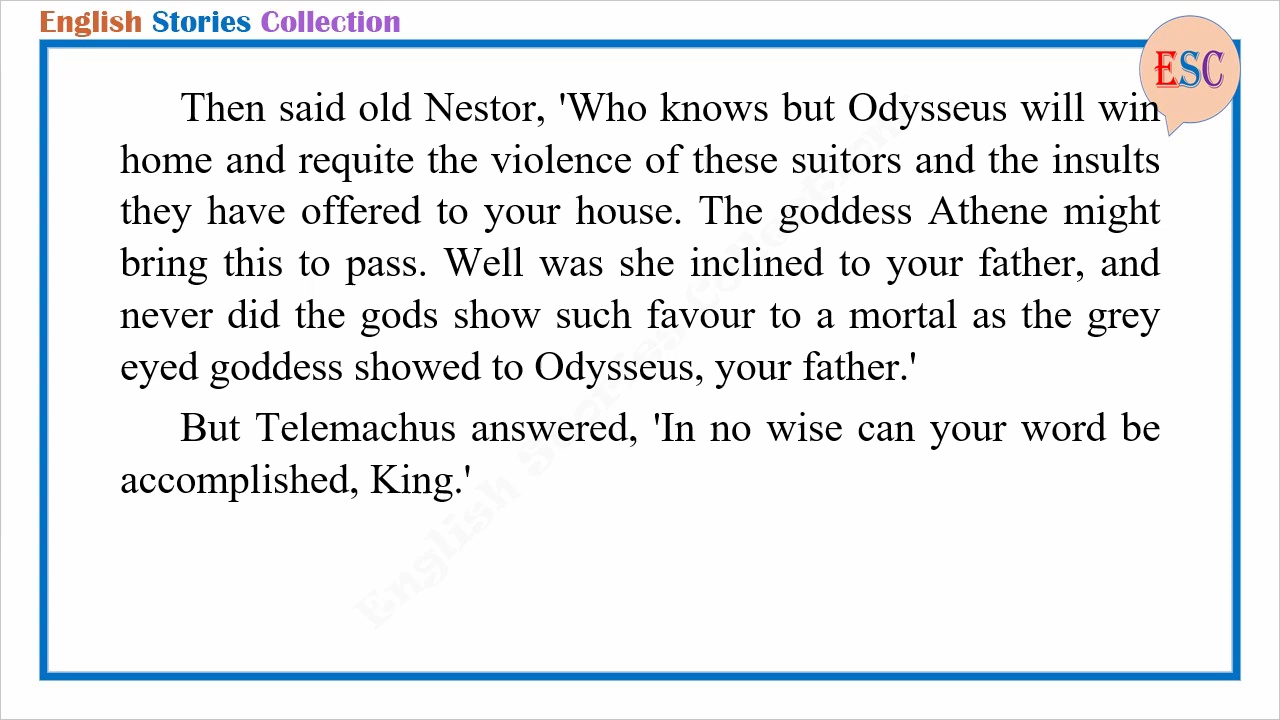 English Stories Collection
ESC
Then said old Nestor, 'Who knows but Odysseus will win
home and requite the violence of these suitors and the insults
they have offered to your house. The goddess Athene might
bring this to pass. Well was she inclined to your father, and
never did the gods show such favour to a mortal as the grey
eyed goddess showed to Odysseus, your father.'
But Telemachus answered, 'In no wise can your word be
accomplished, King.'
English Stories Collection